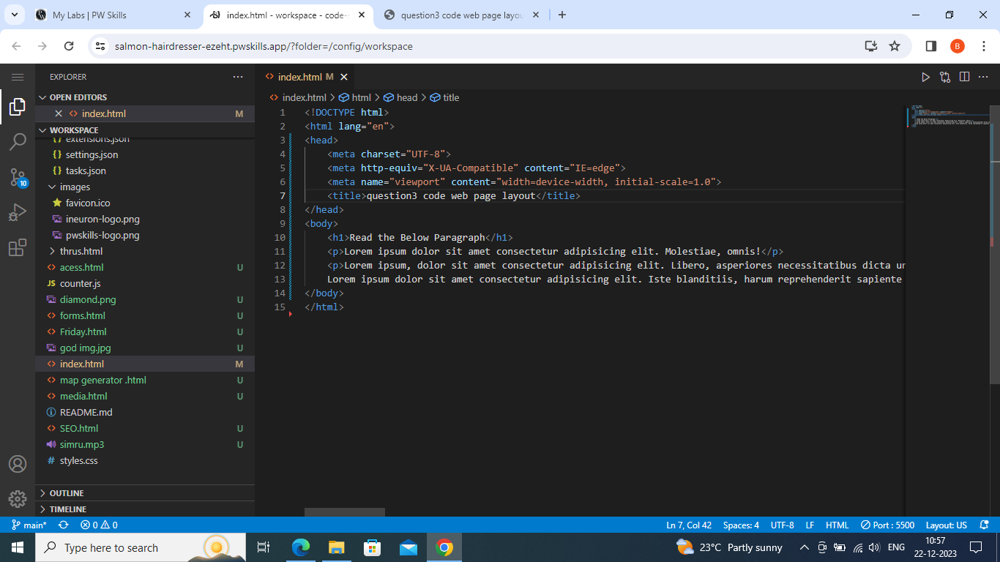 My Labs | PW Skills
index.html - workspace - code-s
question3 code web page layou
salmon-hairdresser-ezeht.pwskills.app/?folder=/config/workspace
B
EXPLORER
OPEN EDITORS
index.html M
WORKSPACE
extensions.json
settings.json
tasks.json
images
favicon.ico
ineuron-logo.png
pwskills-logo.png
thrus.html
acess.html U
JS counter.js
diamond.png U
forms.html U
Friday.html U
god img.jpg U
index.html M
map generator .html U
media.html U
README.md
SEO.html U
simru.mp3 U
# styles.css
OUTLINE
TIMELINE
10
index.html M
index.html > html > head > title
1 <!DOCTYPE html>
2 <html lang="en">
3 <head>
4 <meta charset="UTF-8">
5 <meta http-equiv="X-UA-Compatible" content="IE=edge">
6 <meta name="viewport" content="width=device-width, initial-scale=1.0">
7 <title>question3 code web page layout</title>
8 </head>
9 <body>
10 <h1>Read the Below Paragraph</h1>
11 <p>Lorem ipsum dolor sit amet consectetur adipisicing elit. Molestiae, omnis!</p>
12 <p>Lorem ipsum, dolor sit amet consectetur adipisicing elit. Libero, asperiores necessitatibus dicta un
13 Lorem ipsum dolor sit amet consectetur adipisicing elit. Iste blanditiis, harum reprehenderit sapiente
14 </body>
15 </html>
main* 0 0 Ln 7, Col 42 Spaces: 4 UTF-8 LF HTML Port : 5500 Layout: US
Type here to search
23°C Partly sunny
ENG
10:57
22-12-2023